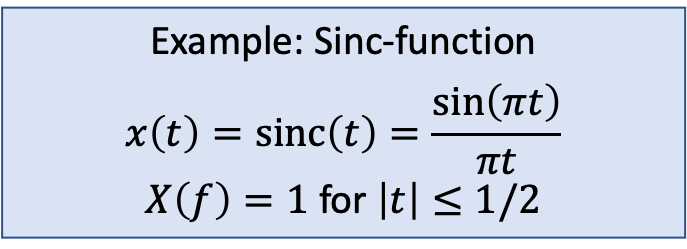 Example: Sinc-function
x(t) = sinc(t) = sin(πt)/πt
X(f) = 1 for |t| ≤ 1/2